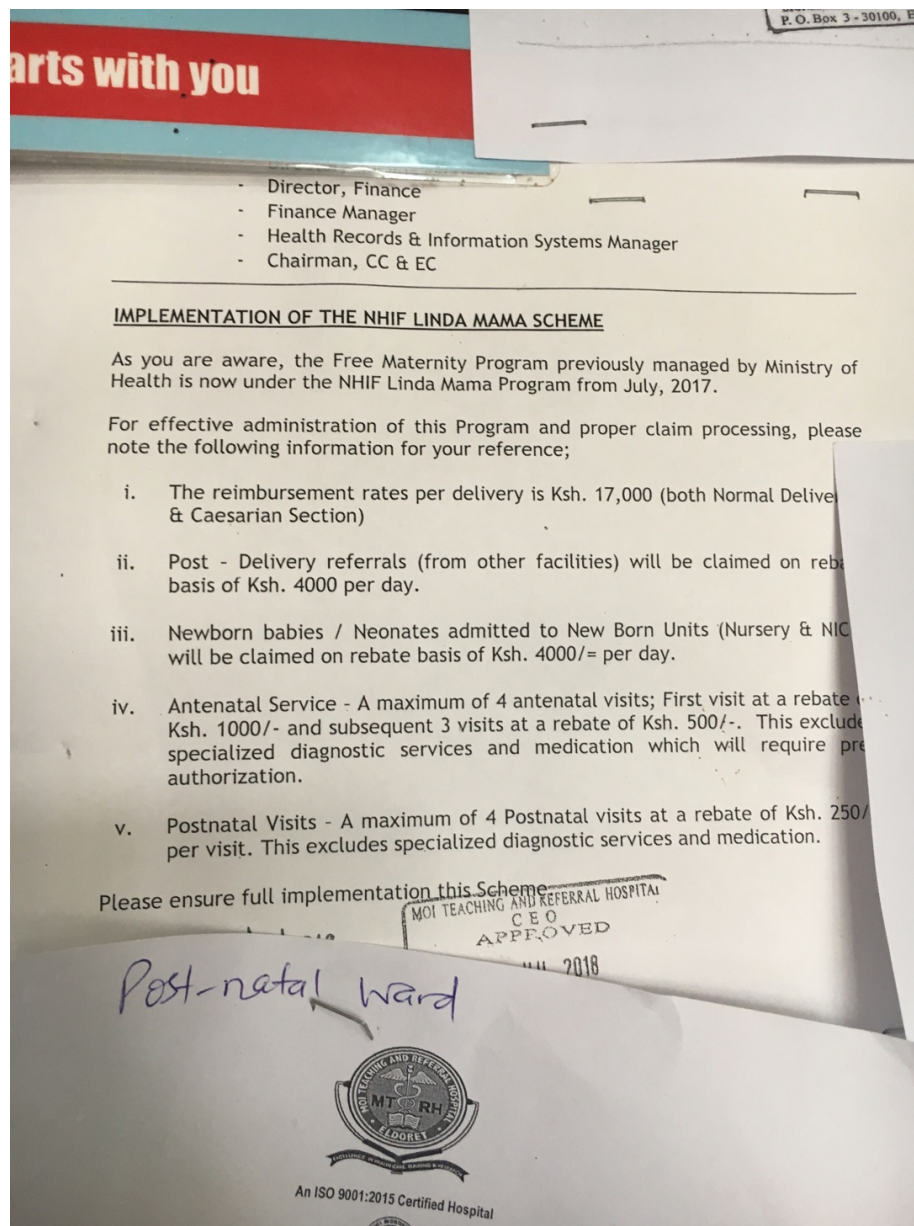 P. O. Box 3 - 30100, E
arts with you
- Director, Finance
- Finance Manager
- Health Records & Information Systems Manager
- Chairman, CC & EC
IMPLEMENTATION OF THE NHIF LINDA MAMA SCHEME
As you are aware, the Free Maternity Program previously managed by Ministry of
Health is now under the NHIF Linda Mama Program from July, 2017.
For effective administration of this Program and proper claim processing, please
note the following information for your reference;
i. The reimbursement rates per delivery is Ksh. 17,000 (both Normal Delive
& Caesarian Section)
ii. Post - Delivery referrals (from other facilities) will be claimed on reba
basis of Ksh. 4000 per day.
iii. Newborn babies / Neonates admitted to New Born Units (Nursery & NIC
will be claimed on rebate basis of Ksh. 4000/= per day.
iv. Antenatal Service - A maximum of 4 antenatal visits; First visit at a rebate
Ksh. 1000/- and subsequent 3 visits at a rebate of Ksh. 500/-. This exclude
specialized diagnostic services and medication which will require pre
authorization.
v. Postnatal Visits - A maximum of 4 Postnatal visits at a rebate of Ksh. 250/
per visit. This excludes specialized diagnostic services and medication.
Please ensure full implementation this Scheme
MOI TEACHING AND REFERRAL HOSPITAL
CEO
APPROVED
2018
Post-natal Ward
MOI TEACHING AND REFERRAL HOSPITAL
MT RH
ELDORET
An ISO 9001:2015 Certified Hospital